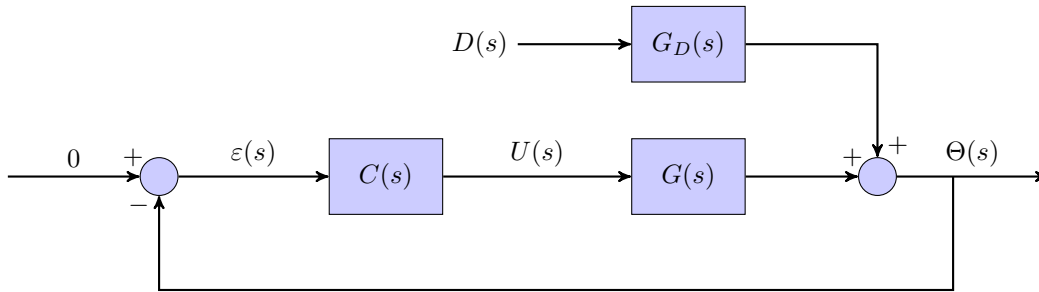 D(s)
G_D(s)
0
+
−
ε(s)
C(s)
U(s)
G(s)
+
+
Θ(s)